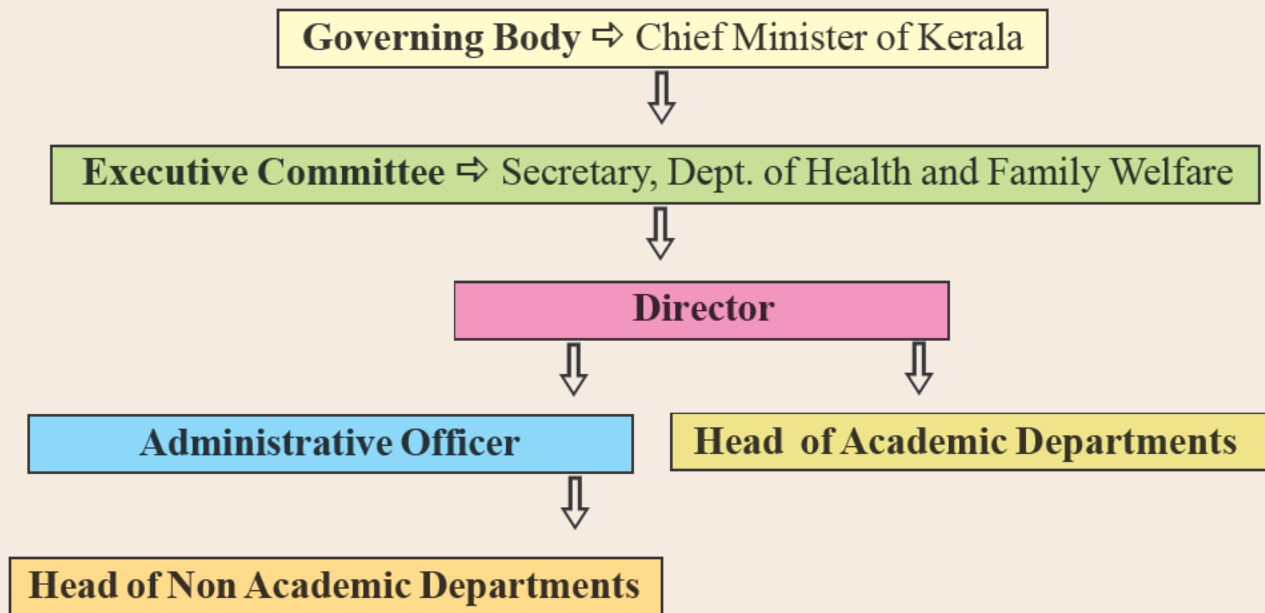 Governing Body ⇨ Chief Minister of Kerala
Executive Committee ⇨ Secretary, Dept. of Health and Family Welfare
Director
Administrative Officer
Head of Academic Departments
Head of Non Academic Departments